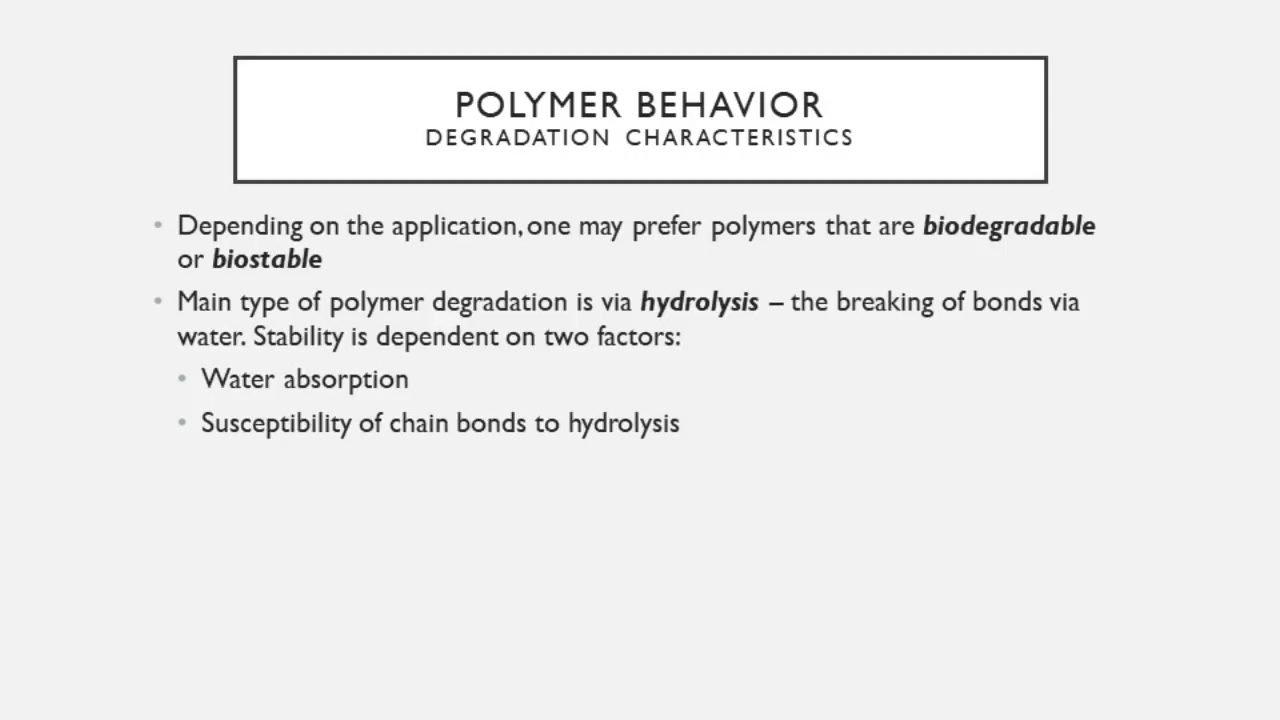 POLYMER BEHAVIOR
DEGRADATION CHARACTERISTICS
• Depending on the application, one may prefer polymers that are biodegradable
or biostable
• Main type of polymer degradation is via hydrolysis – the breaking of bonds via
water. Stability is dependent on two factors:
• Water absorption
• Susceptibility of chain bonds to hydrolysis